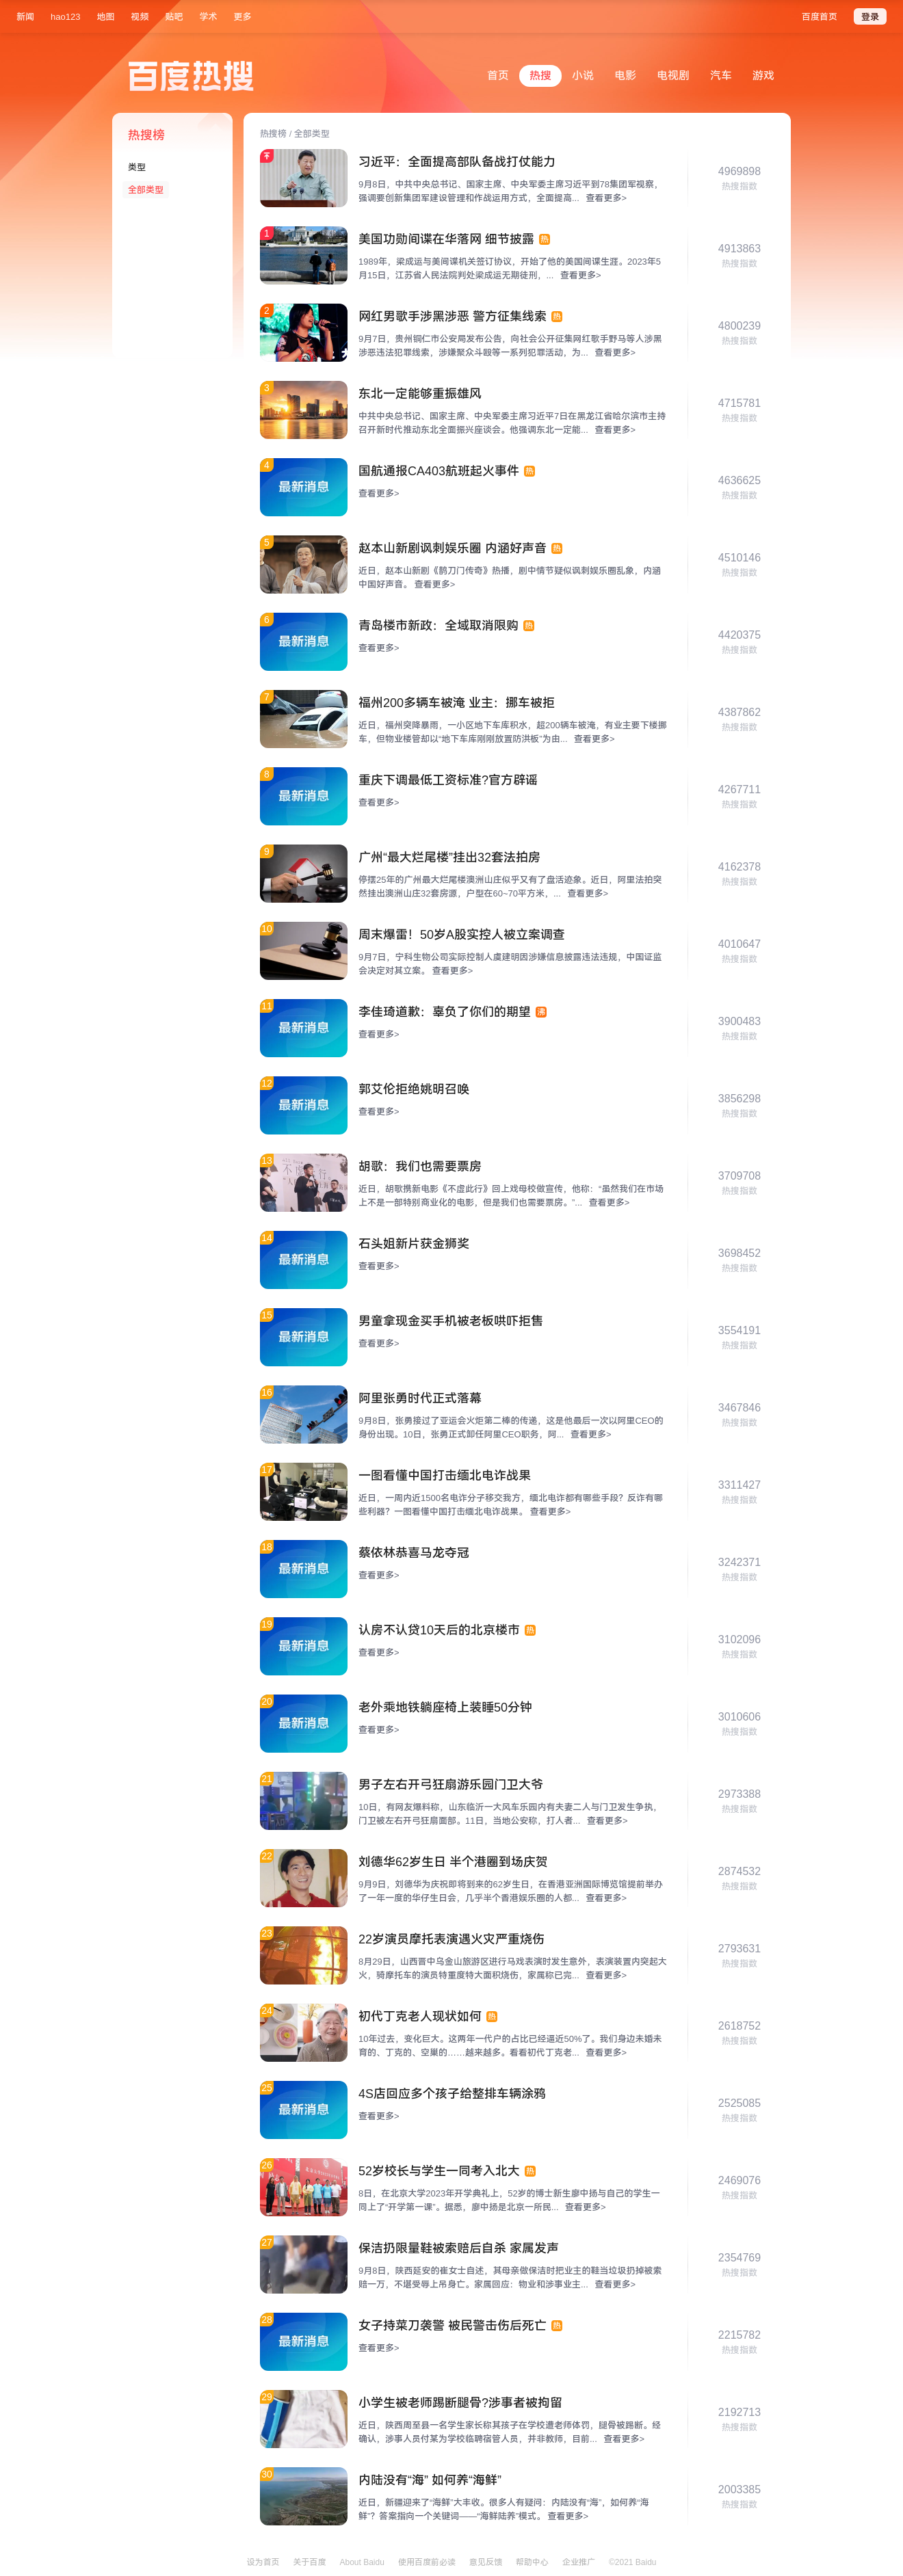 新闻 hao123 地图 视频 贴吧 学术 更多 百度首页 登录
百度热搜
首页 热搜 小说 电影 电视剧 汽车 游戏
热搜榜
类型
全部类型
热搜榜 / 全部类型
习近平：全面提高部队备战打仗能力
9月8日，中共中央总书记、国家主席、中央军委主席习近平到78集团军视察，
强调要创新集团军建设管理和作战运用方式，全面提高... 查看更多>
4969898
热搜指数
1
美国功勋间谍在华落网 细节披露 热
1989年，梁成运与美间谍机关签订协议，开始了他的美国间谍生涯。2023年5
月15日，江苏省人民法院判处梁成运无期徒刑，... 查看更多>
4913863
热搜指数
2
网红男歌手涉黑涉恶 警方征集线索 热
9月7日，贵州铜仁市公安局发布公告，向社会公开征集网红歌手野马等人涉黑
涉恶违法犯罪线索，涉嫌聚众斗殴等一系列犯罪活动，为... 查看更多>
4800239
热搜指数
3
东北一定能够重振雄风
中共中央总书记、国家主席、中央军委主席习近平7日在黑龙江省哈尔滨市主持
召开新时代推动东北全面振兴座谈会。他强调东北一定能... 查看更多>
4715781
热搜指数
4
最新消息
国航通报CA403航班起火事件 热
查看更多>
4636625
热搜指数
5
赵本山新剧讽刺娱乐圈 内涵好声音 热
近日，赵本山新剧《鹊刀门传奇》热播，剧中情节疑似讽刺娱乐圈乱象，内涵
中国好声音。 查看更多>
4510146
热搜指数
6
最新消息
青岛楼市新政：全域取消限购 热
查看更多>
4420375
热搜指数
7
福州200多辆车被淹 业主：挪车被拒
近日，福州突降暴雨，一小区地下车库积水，超200辆车被淹，有业主要下楼挪
车，但物业楼管却以“地下车库刚刚放置防洪板”为由... 查看更多>
4387862
热搜指数
8
最新消息
重庆下调最低工资标准?官方辟谣
查看更多>
4267711
热搜指数
9
广州“最大烂尾楼”挂出32套法拍房
停摆25年的广州最大烂尾楼澳洲山庄似乎又有了盘活迹象。近日，阿里法拍突
然挂出澳洲山庄32套房源，户型在60~70平方米，... 查看更多>
4162378
热搜指数
10
周末爆雷！50岁A股实控人被立案调查
9月7日，宁科生物公司实际控制人虞建明因涉嫌信息披露违法违规，中国证监
会决定对其立案。 查看更多>
4010647
热搜指数
11
最新消息
李佳琦道歉：辜负了你们的期望 沸
查看更多>
3900483
热搜指数
12
最新消息
郭艾伦拒绝姚明召唤
查看更多>
3856298
热搜指数
13
胡歌：我们也需要票房
近日，胡歌携新电影《不虚此行》回上戏母校做宣传，他称：“虽然我们在市场
上不是一部特别商业化的电影，但是我们也需要票房。”... 查看更多>
3709708
热搜指数
14
最新消息
石头姐新片获金狮奖
查看更多>
3698452
热搜指数
15
最新消息
男童拿现金买手机被老板哄吓拒售
查看更多>
3554191
热搜指数
16
阿里张勇时代正式落幕
9月8日，张勇接过了亚运会火炬第二棒的传递，这是他最后一次以阿里CEO的
身份出现。10日，张勇正式卸任阿里CEO职务，阿... 查看更多>
3467846
热搜指数
17
一图看懂中国打击缅北电诈战果
近日，一周内近1500名电诈分子移交我方，缅北电诈都有哪些手段？反诈有哪
些利器？一图看懂中国打击缅北电诈战果。 查看更多>
3311427
热搜指数
18
最新消息
蔡依林恭喜马龙夺冠
查看更多>
3242371
热搜指数
19
最新消息
认房不认贷10天后的北京楼市 热
查看更多>
3102096
热搜指数
20
最新消息
老外乘地铁躺座椅上装睡50分钟
查看更多>
3010606
热搜指数
21
男子左右开弓狂扇游乐园门卫大爷
10日，有网友爆料称，山东临沂一大风车乐园内有夫妻二人与门卫发生争执，
门卫被左右开弓狂扇面部。11日，当地公安称，打人者... 查看更多>
2973388
热搜指数
22
刘德华62岁生日 半个港圈到场庆贺
9月9日，刘德华为庆祝即将到来的62岁生日，在香港亚洲国际博览馆提前举办
了一年一度的华仔生日会，几乎半个香港娱乐圈的人都... 查看更多>
2874532
热搜指数
23
22岁演员摩托表演遇火灾严重烧伤
8月29日，山西晋中乌金山旅游区进行马戏表演时发生意外，表演装置内突起大
火，骑摩托车的演员特重度特大面积烧伤，家属称已完... 查看更多>
2793631
热搜指数
24
初代丁克老人现状如何 热
10年过去，变化巨大。这两年一代户的占比已经逼近50%了。我们身边未婚未
育的、丁克的、空巢的……越来越多。看看初代丁克老... 查看更多>
2618752
热搜指数
25
最新消息
4S店回应多个孩子给整排车辆涂鸦
查看更多>
2525085
热搜指数
26
52岁校长与学生一同考入北大 热
8日，在北京大学2023年开学典礼上，52岁的博士新生廖中扬与自己的学生一
同上了“开学第一课”。据悉，廖中扬是北京一所民... 查看更多>
2469076
热搜指数
27
保洁扔限量鞋被索赔后自杀 家属发声
9月8日，陕西延安的崔女士自述，其母亲做保洁时把业主的鞋当垃圾扔掉被索
赔一万，不堪受辱上吊身亡。家属回应：物业和涉事业主... 查看更多>
2354769
热搜指数
28
最新消息
女子持菜刀袭警 被民警击伤后死亡 热
查看更多>
2215782
热搜指数
29
小学生被老师踢断腿骨?涉事者被拘留
近日，陕西周至县一名学生家长称其孩子在学校遭老师体罚，腿骨被踢断。经
确认，涉事人员付某为学校临聘宿管人员，并非教师，目前... 查看更多>
2192713
热搜指数
30
内陆没有“海” 如何养“海鲜”
近日，新疆迎来了“海鲜”大丰收。很多人有疑问：内陆没有“海”，如何养“海
鲜”？答案指向一个关键词——“海鲜陆养”模式。 查看更多>
2003385
热搜指数
设为首页 关于百度 About Baidu 使用百度前必读 意见反馈 帮助中心 企业推广 ©2021 Baidu